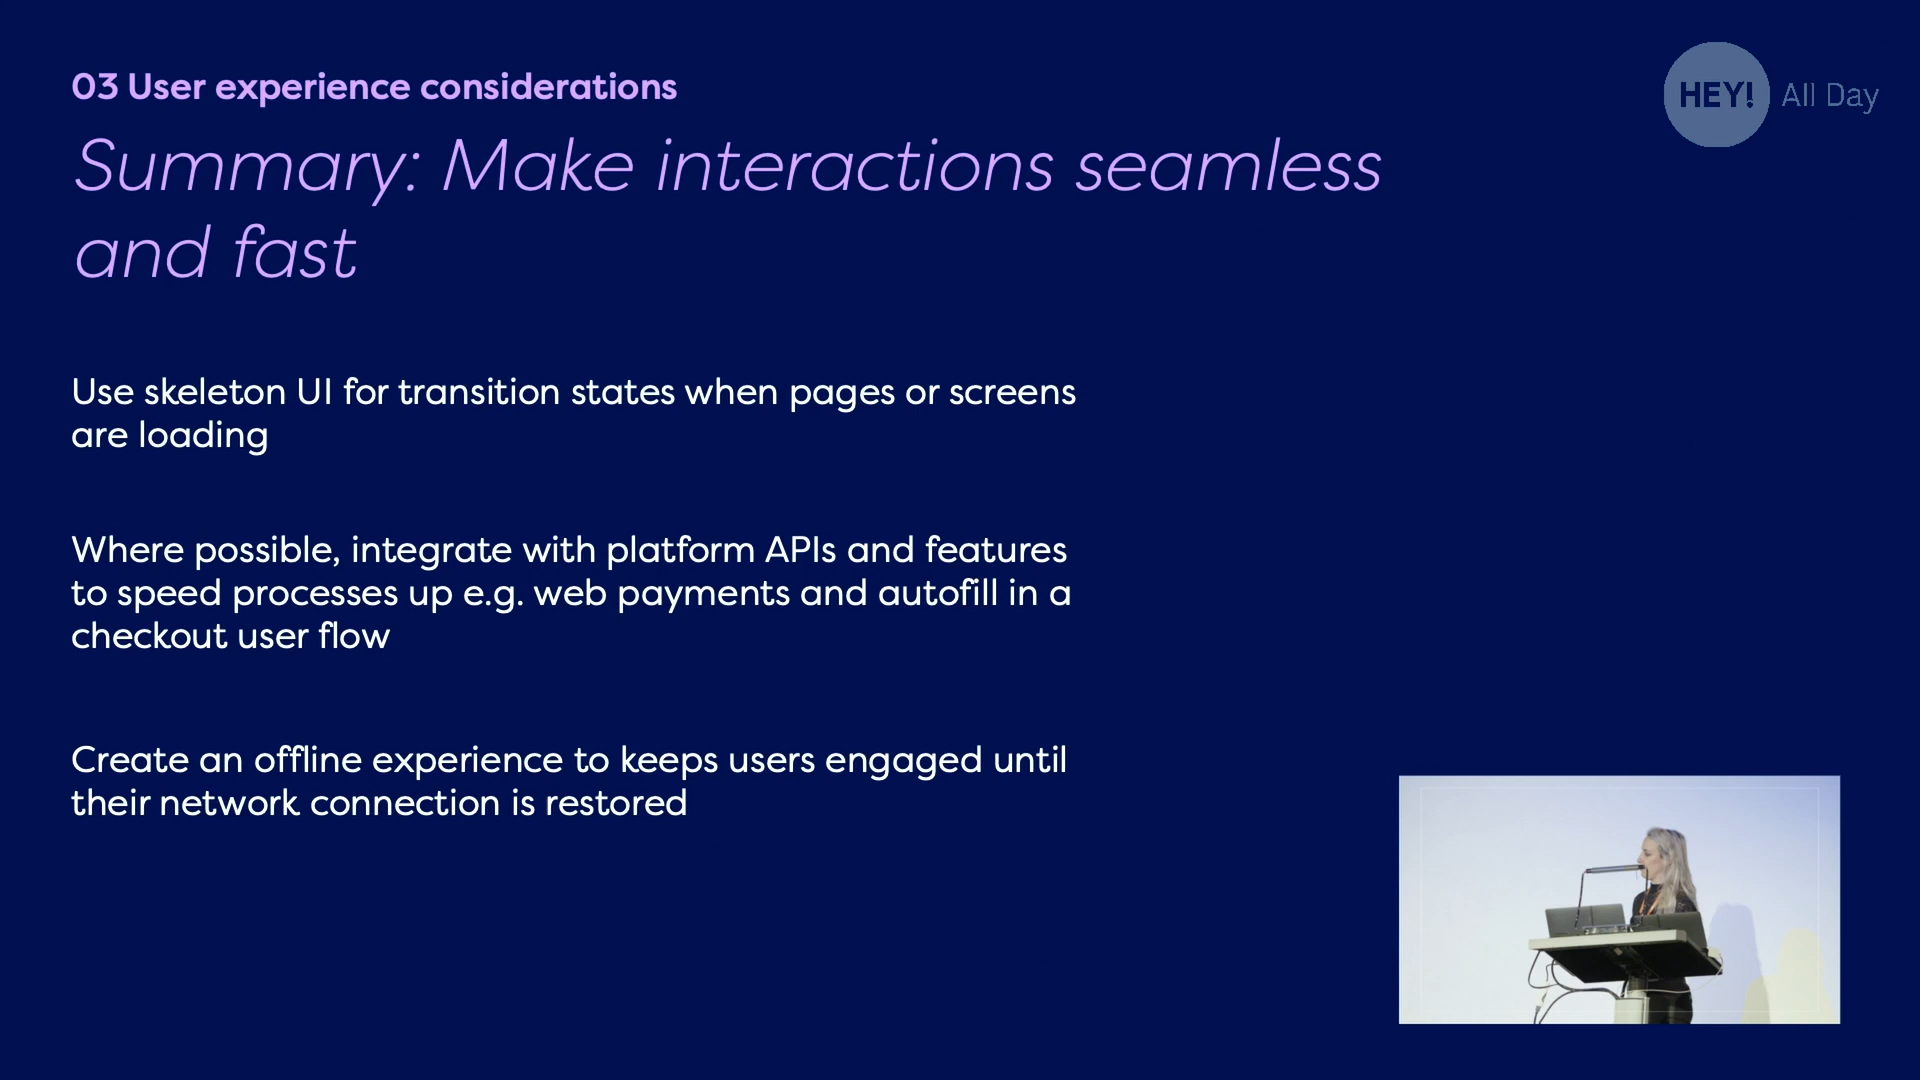 03 User experience considerations
Summary: Make interactions seamless
and fast
HEY! All Day
Use skeleton UI for transition states when pages or screens
are loading
Where possible, integrate with platform APIs and features
to speed processes up e.g. web payments and autofill in a
checkout user flow
Create an offline experience to keeps users engaged until
their network connection is restored